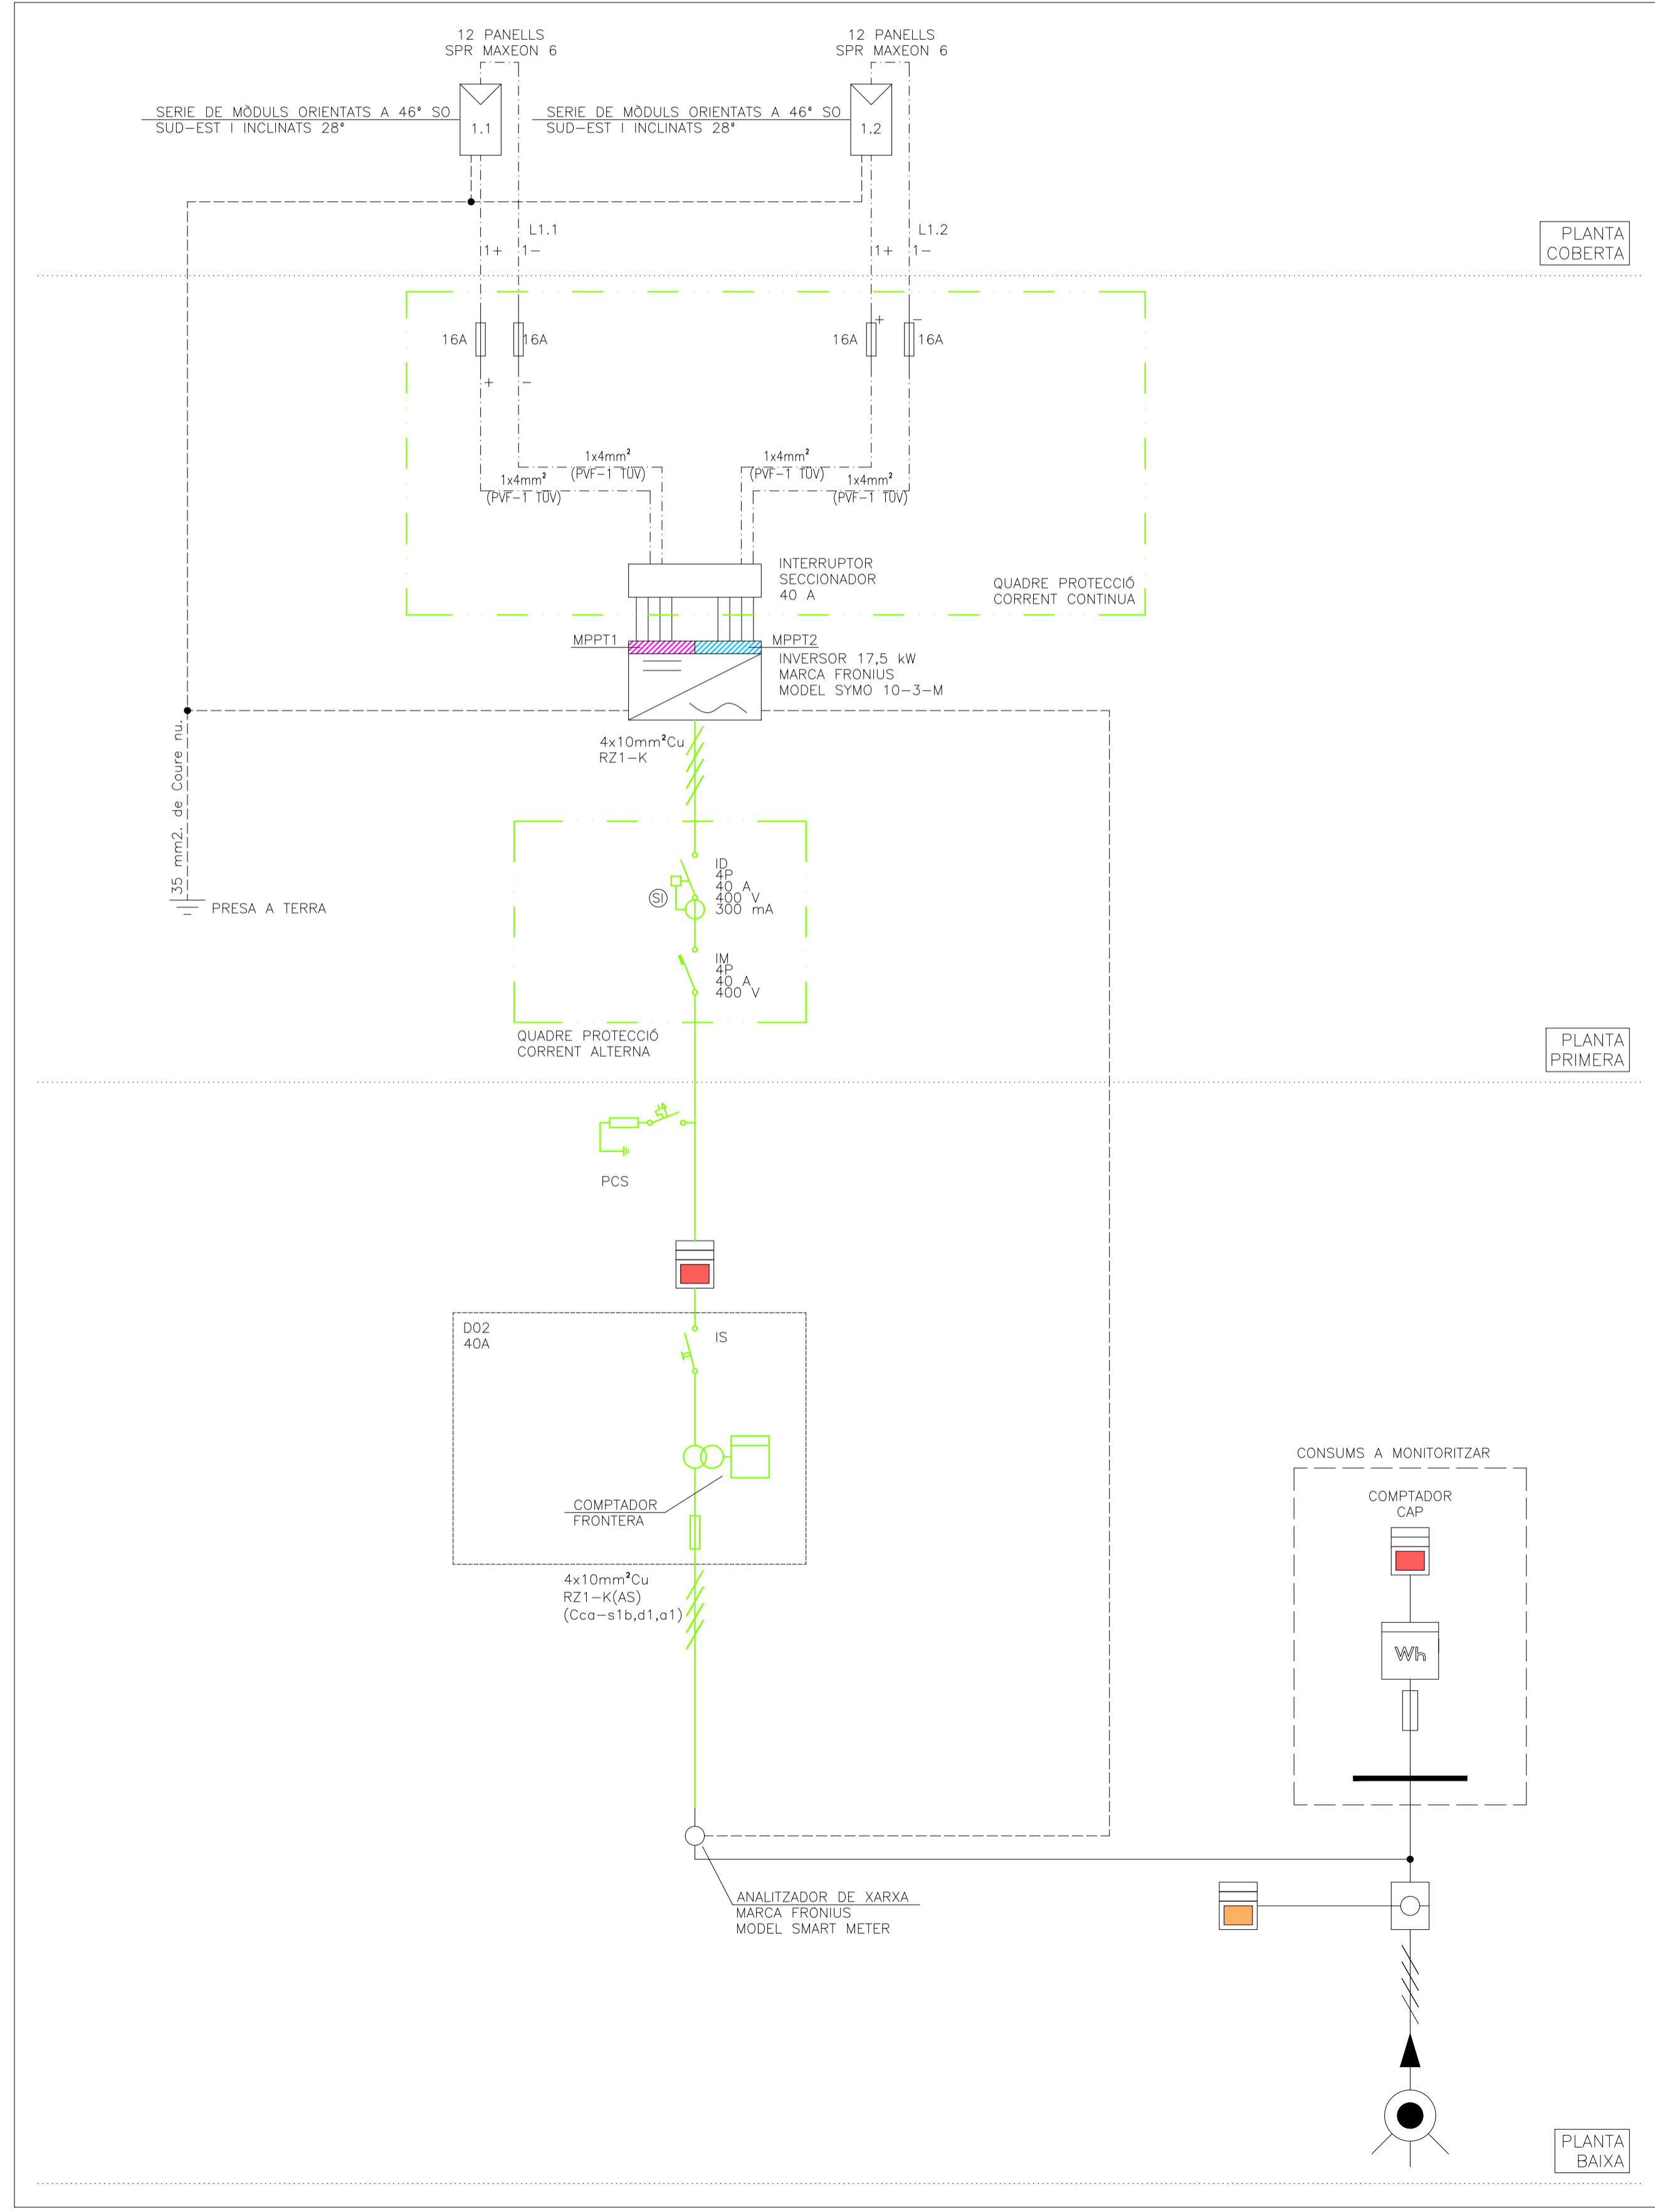 12 PANELLS
SPR MAXEON 6
12 PANELLS
SPR MAXEON 6
SERIE DE MÒDULS ORIENTATS A 46° SO
SUD-EST I INCLINATS 28°
1.1
SERIE DE MÒDULS ORIENTATS A 46° SO
SUD-EST I INCLINATS 28°
1.2
L1.1
1+ 1-
L1.2
1+ 1-
PLANTA
COBERTA
16A
16A
+ -
16A
16A
+ -
1x4mm²
(PVF-1 TÜV)
1x4mm²
(PVF-1 TÜV)
1x4mm²
(PVF-1 TÜV)
1x4mm²
(PVF-1 TÜV)
INTERRUPTOR
SECCIONADOR
40 A
QUADRE PROTECCIÓ
CORRENT CONTINUA
MPPT1
MPPT2
INVERSOR 17,5 kW
MARCA FRONIUS
MODEL SYMO 10-3-M
4x10mm²Cu
RZ1-K
35 mm2. de Coure nu.
PRESA A TERRA
SI
ID
4P
40 A
400 V
300 mA
IM
4P
40 A
400 V
QUADRE PROTECCIÓ
CORRENT ALTERNA
PLANTA
PRIMERA
PCS
D02
40A
IS
COMPTADOR
FRONTERA
4x10mm²Cu
RZ1-K(AS)
(Cca-s1b,d1,a1)
CONSUMS A MONITORITZAR
COMPTADOR
CAP
Wh
ANALITZADOR DE XARXA
MARCA FRONIUS
MODEL SMART METER
PLANTA
BAIXA